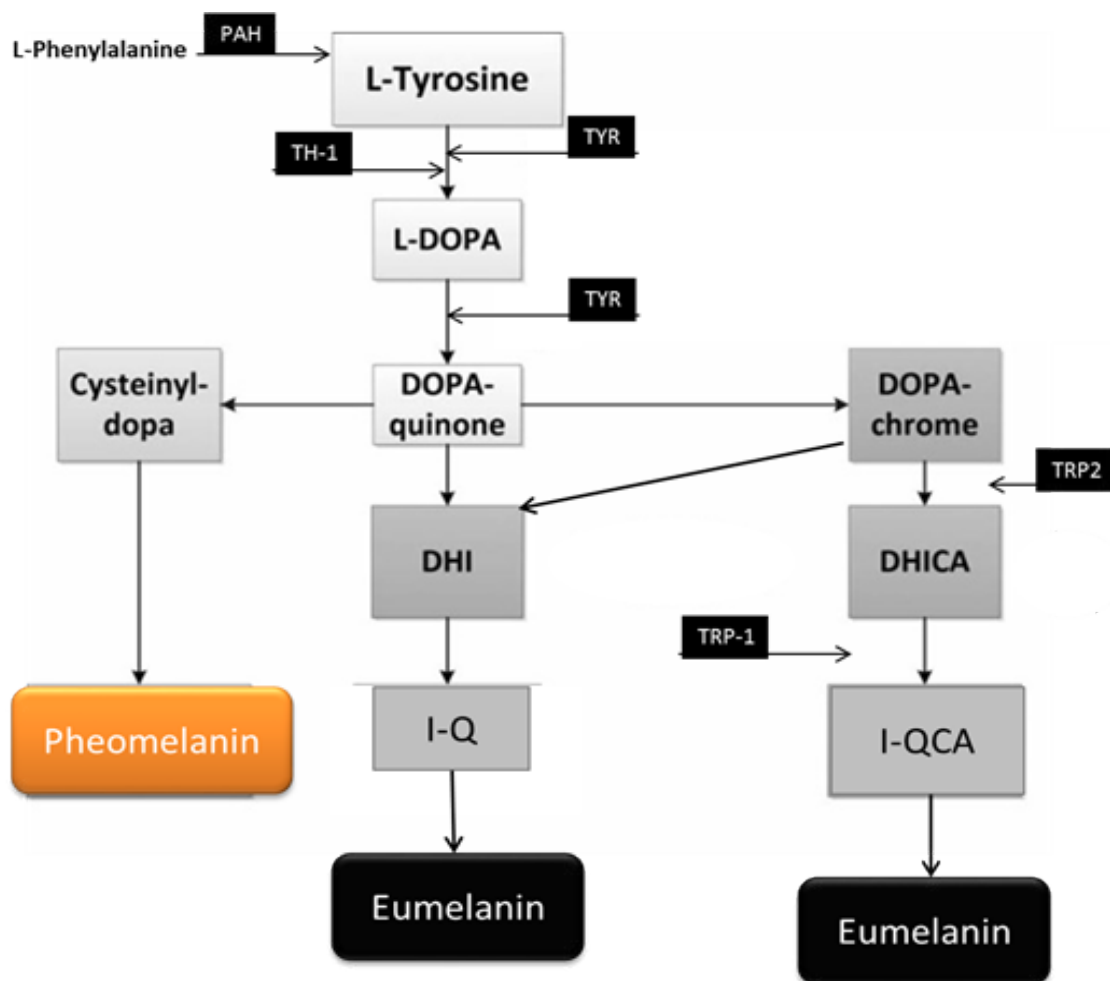 PAH
L-Phenylalanine
L-Tyrosine
TYR
TH-1
L-DOPA
TYR
Cysteinyl-
dopa
DOPA-
quinone
DOPA-
chrome
TRP2
DHI
DHICA
TRP-1
Pheomelanin
I-Q
I-QCA
Eumelanin
Eumelanin